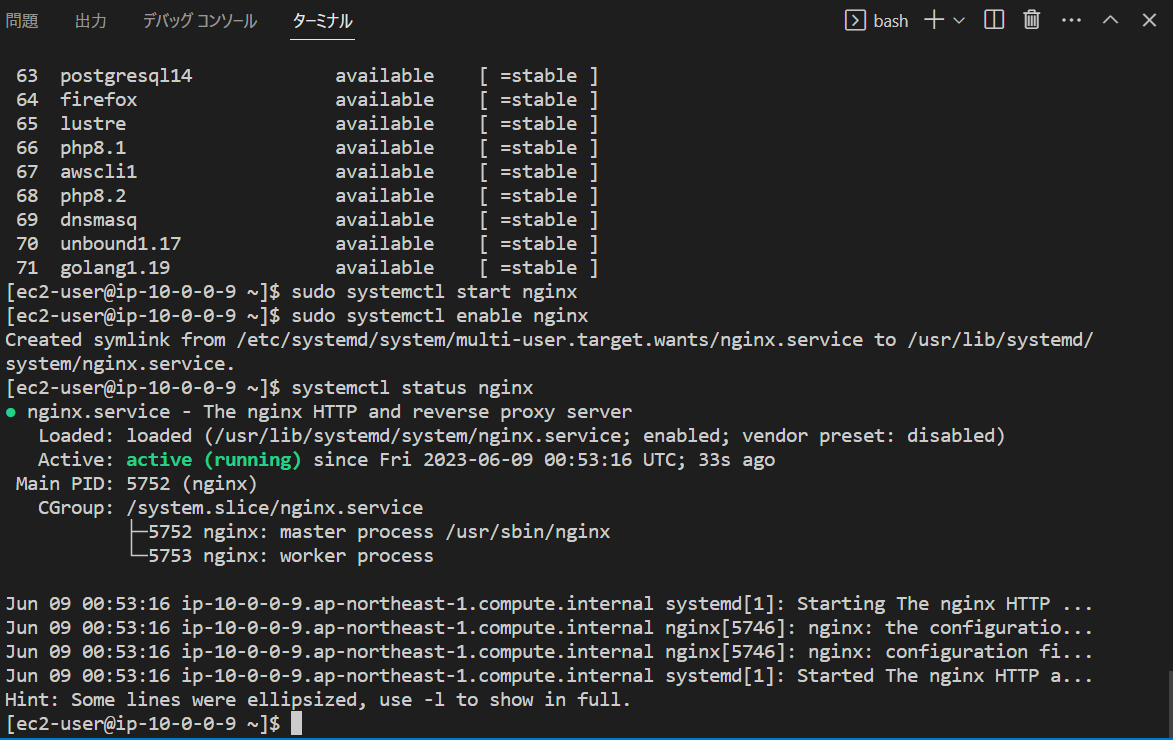 問題 出力 デバッグ コンソール ターミナル bash
63 postgresql14 available [ =stable ]
64 firefox available [ =stable ]
65 lustre available [ =stable ]
66 php8.1 available [ =stable ]
67 awscli1 available [ =stable ]
68 php8.2 available [ =stable ]
69 dnsmasq available [ =stable ]
70 unbound1.17 available [ =stable ]
71 golang1.19 available [ =stable ]
[ec2-user@ip-10-0-0-9 ~]$ sudo systemctl start nginx
[ec2-user@ip-10-0-0-9 ~]$ sudo systemctl enable nginx
Created symlink from /etc/systemd/system/multi-user.target.wants/nginx.service to /usr/lib/systemd/
system/nginx.service.
[ec2-user@ip-10-0-0-9 ~]$ systemctl status nginx
● nginx.service - The nginx HTTP and reverse proxy server
Loaded: loaded (/usr/lib/systemd/system/nginx.service; enabled; vendor preset: disabled)
Active: active (running) since Fri 2023-06-09 00:53:16 UTC; 33s ago
Main PID: 5752 (nginx)
CGroup: /system.slice/nginx.service
├─5752 nginx: master process /usr/sbin/nginx
└─5753 nginx: worker process
Jun 09 00:53:16 ip-10-0-0-9.ap-northeast-1.compute.internal systemd[1]: Starting The nginx HTTP ...
Jun 09 00:53:16 ip-10-0-0-9.ap-northeast-1.compute.internal nginx[5746]: nginx: the configuratio...
Jun 09 00:53:16 ip-10-0-0-9.ap-northeast-1.compute.internal nginx[5746]: nginx: configuration fi...
Jun 09 00:53:16 ip-10-0-0-9.ap-northeast-1.compute.internal systemd[1]: Started The nginx HTTP a...
Hint: Some lines were ellipsized, use -l to show in full.
[ec2-user@ip-10-0-0-9 ~]$